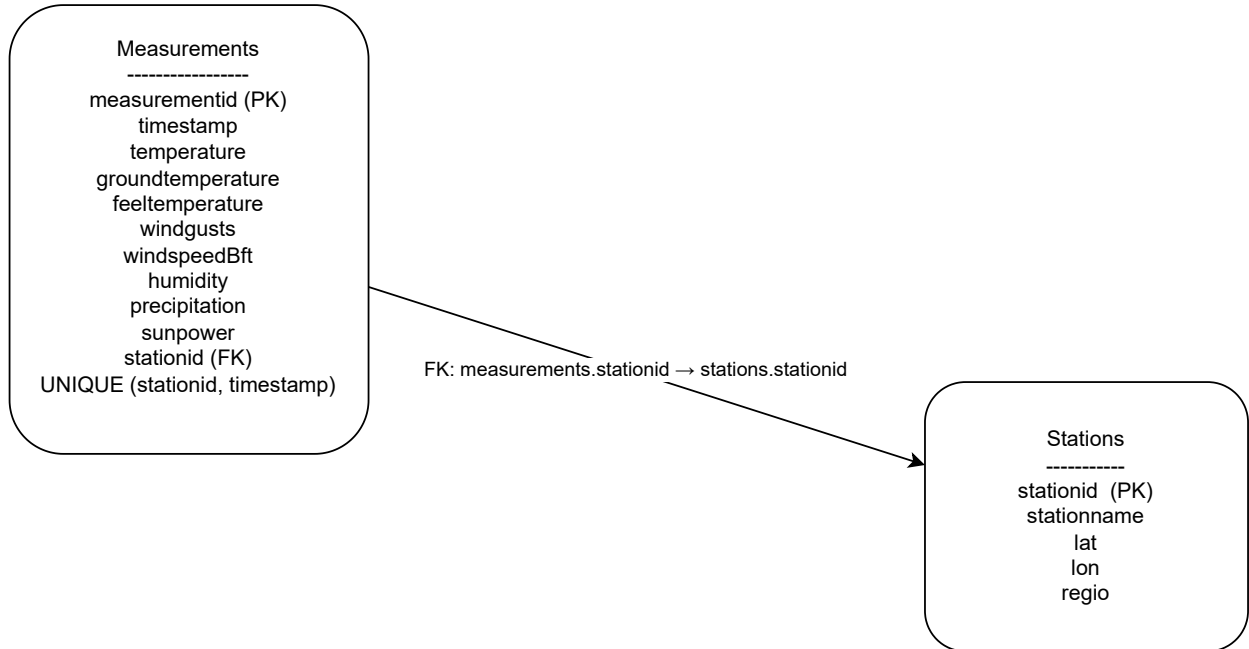 Measurements
-----------------
measurementid (PK)
timestamp
temperature
groundtemperature
feeltemperature
windgusts
windspeedBft
humidity
precipitation
sunpower
stationid (FK)
UNIQUE (stationid, timestamp)
FK: measurements.stationid → stations.stationid
Stations
-----------
stationid  (PK)
stationname
lat
lon
regio